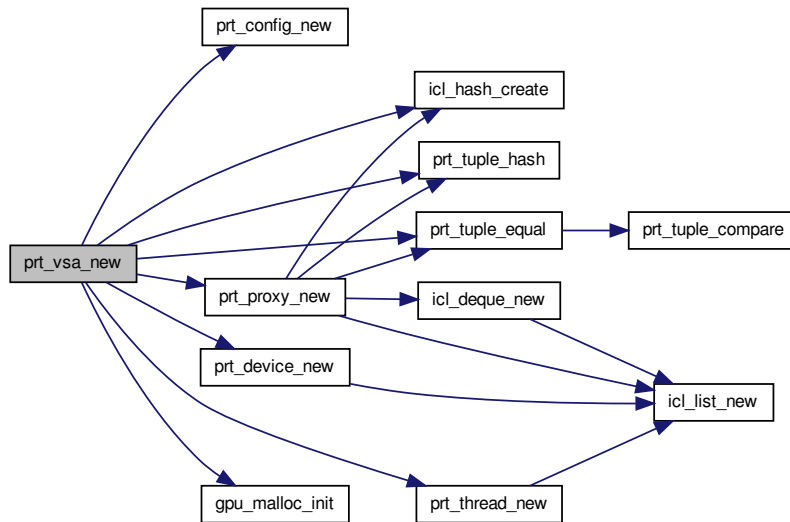 prt_config_new
icl_hash_create
prt_tuple_hash
prt_tuple_equal
prt_tuple_compare
prt_vsa_new
prt_proxy_new
icl_deque_new
prt_device_new
icl_list_new
gpu_malloc_init
prt_thread_new